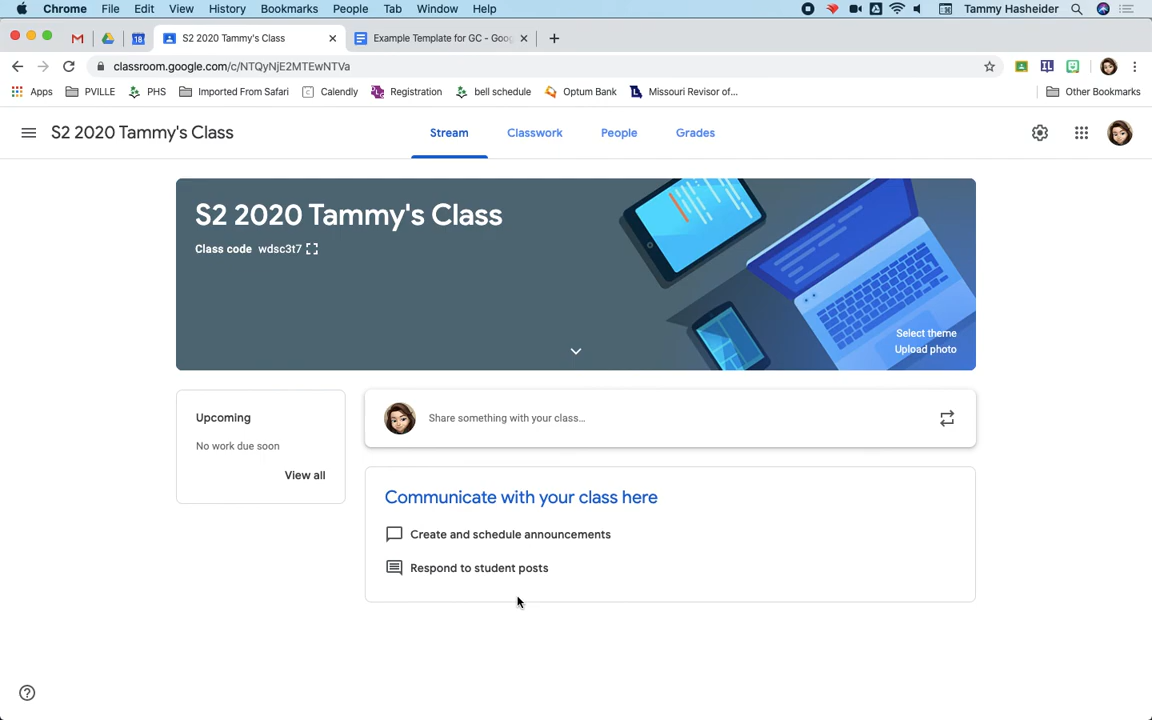 Chrome File Edit View History Bookmarks People Tab Window Help Tammy Hasheider
18 S2 2020 Tammy's Class Example Template for GC - Goog
classroom.google.com/c/NTQyNjE2MTEwNTVa
Apps PVILLE PHS Imported From Safari Calendly Registration bell schedule Optum Bank Missouri Revisor of... Other Bookmarks
S2 2020 Tammy's Class Stream Classwork People Grades
S2 2020 Tammy's Class
Class code wdsc3t7
Select theme
Upload photo
Upcoming
No work due soon
View all
Share something with your class...
Communicate with your class here
Create and schedule announcements
Respond to student posts